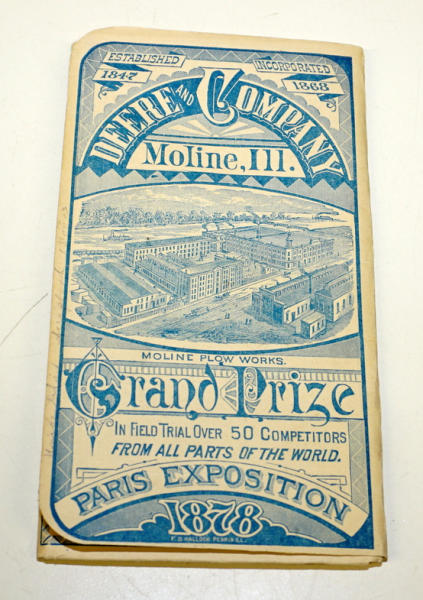 ESTABLISHED INCORPORATED
1847 1868
DEERE AND COMPANY
Moline, Ill.
MOLINE PLOW WORKS.
Grand Prize
IN FIELD TRIAL OVER 50 COMPETITORS
FROM ALL PARTS OF THE WORLD.
PARIS EXPOSITION
1878